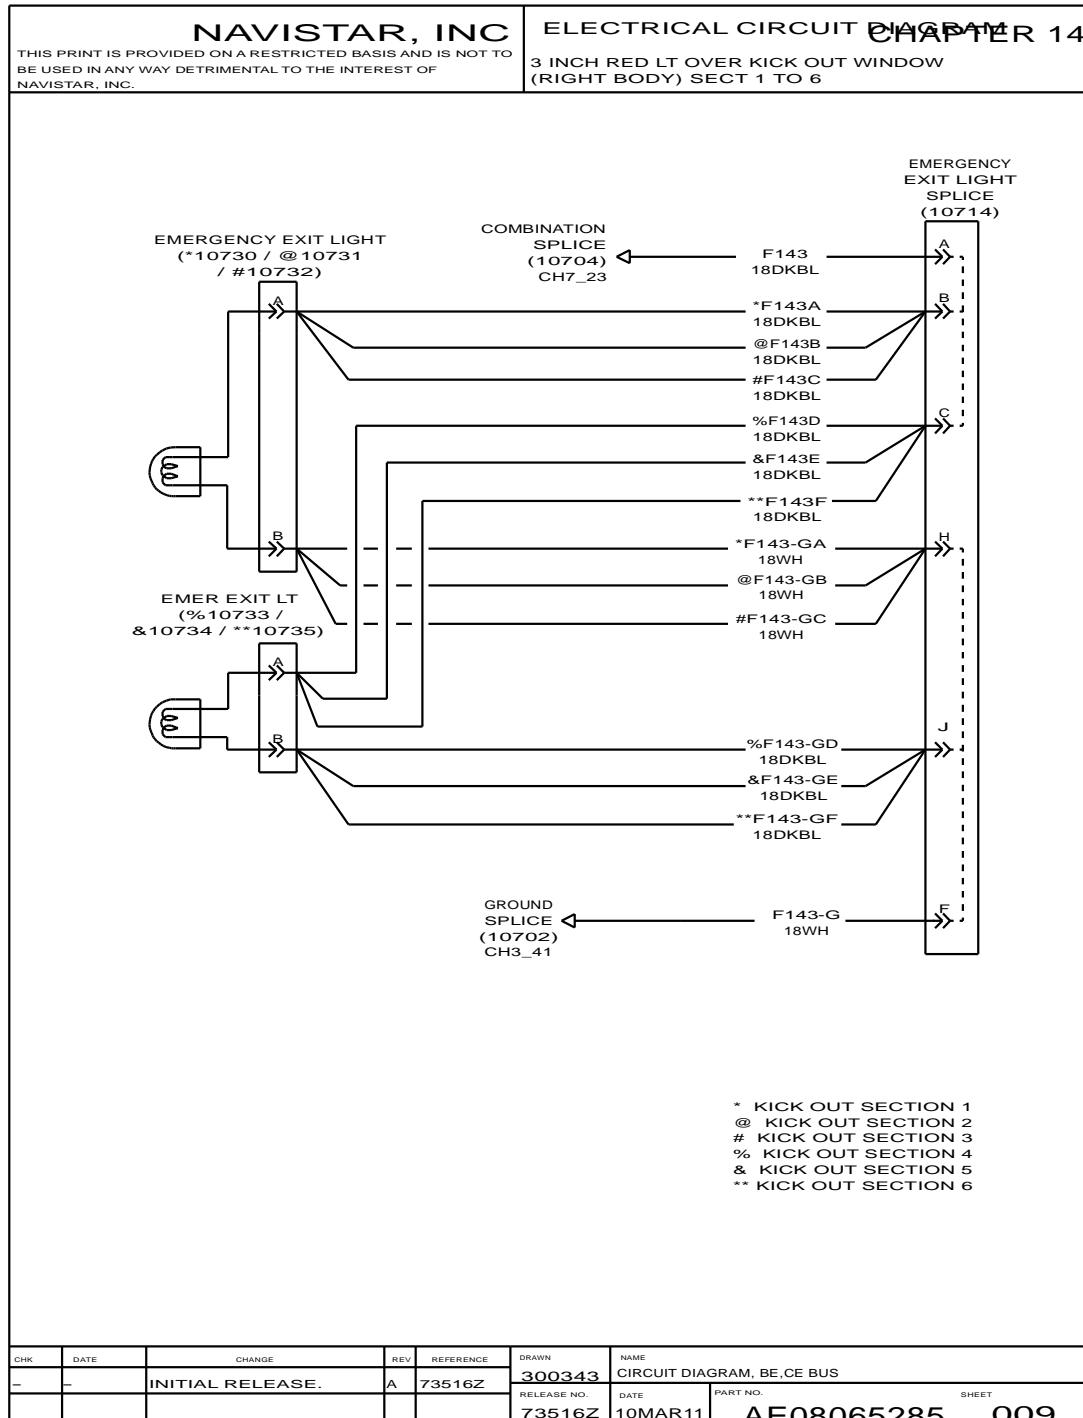 NAVISTAR, INC
THIS PRINT IS PROVIDED ON A RESTRICTED BASIS AND IS NOT TO
BE USED IN ANY WAY DETRIMENTAL TO THE INTEREST OF
NAVISTAR, INC.
ELECTRICAL CIRCUIT DIAGRAM
CHAPTER 14
3 INCH RED LT OVER KICK OUT WINDOW
(RIGHT BODY) SECT 1 TO 6
EMERGENCY
EXIT LIGHT
SPLICE
(10714)
COMBINATION
SPLICE
(10704)
CH7_23
EMERGENCY EXIT LIGHT
(*10730 / @10731
/ #10732)
F143
18DKBL
A
A
*F143A
18DKBL
B
@F143B
18DKBL
#F143C
18DKBL
%F143D
18DKBL
C
&F143E
18DKBL
**F143F
18DKBL
B
*F143-GA
18WH
H
@F143-GB
18WH
#F143-GC
18WH
EMER EXIT LT
(%10733 /
&10734 / **10735)
A
B
%F143-GD
18DKBL
J
&F143-GE
18DKBL
**F143-GF
18DKBL
GROUND
SPLICE
(10702)
CH3_41
F143-G
18WH
F
* KICK OUT SECTION 1
@ KICK OUT SECTION 2
# KICK OUT SECTION 3
% KICK OUT SECTION 4
& KICK OUT SECTION 5
** KICK OUT SECTION 6
CHK DATE CHANGE REV REFERENCE
– – INITIAL RELEASE. A 73516Z
DRAWN
300343
NAME
CIRCUIT DIAGRAM, BE,CE BUS
RELEASE NO.
73516Z
DATE
10MAR11
PART NO.
AE08065285
SHEET
009